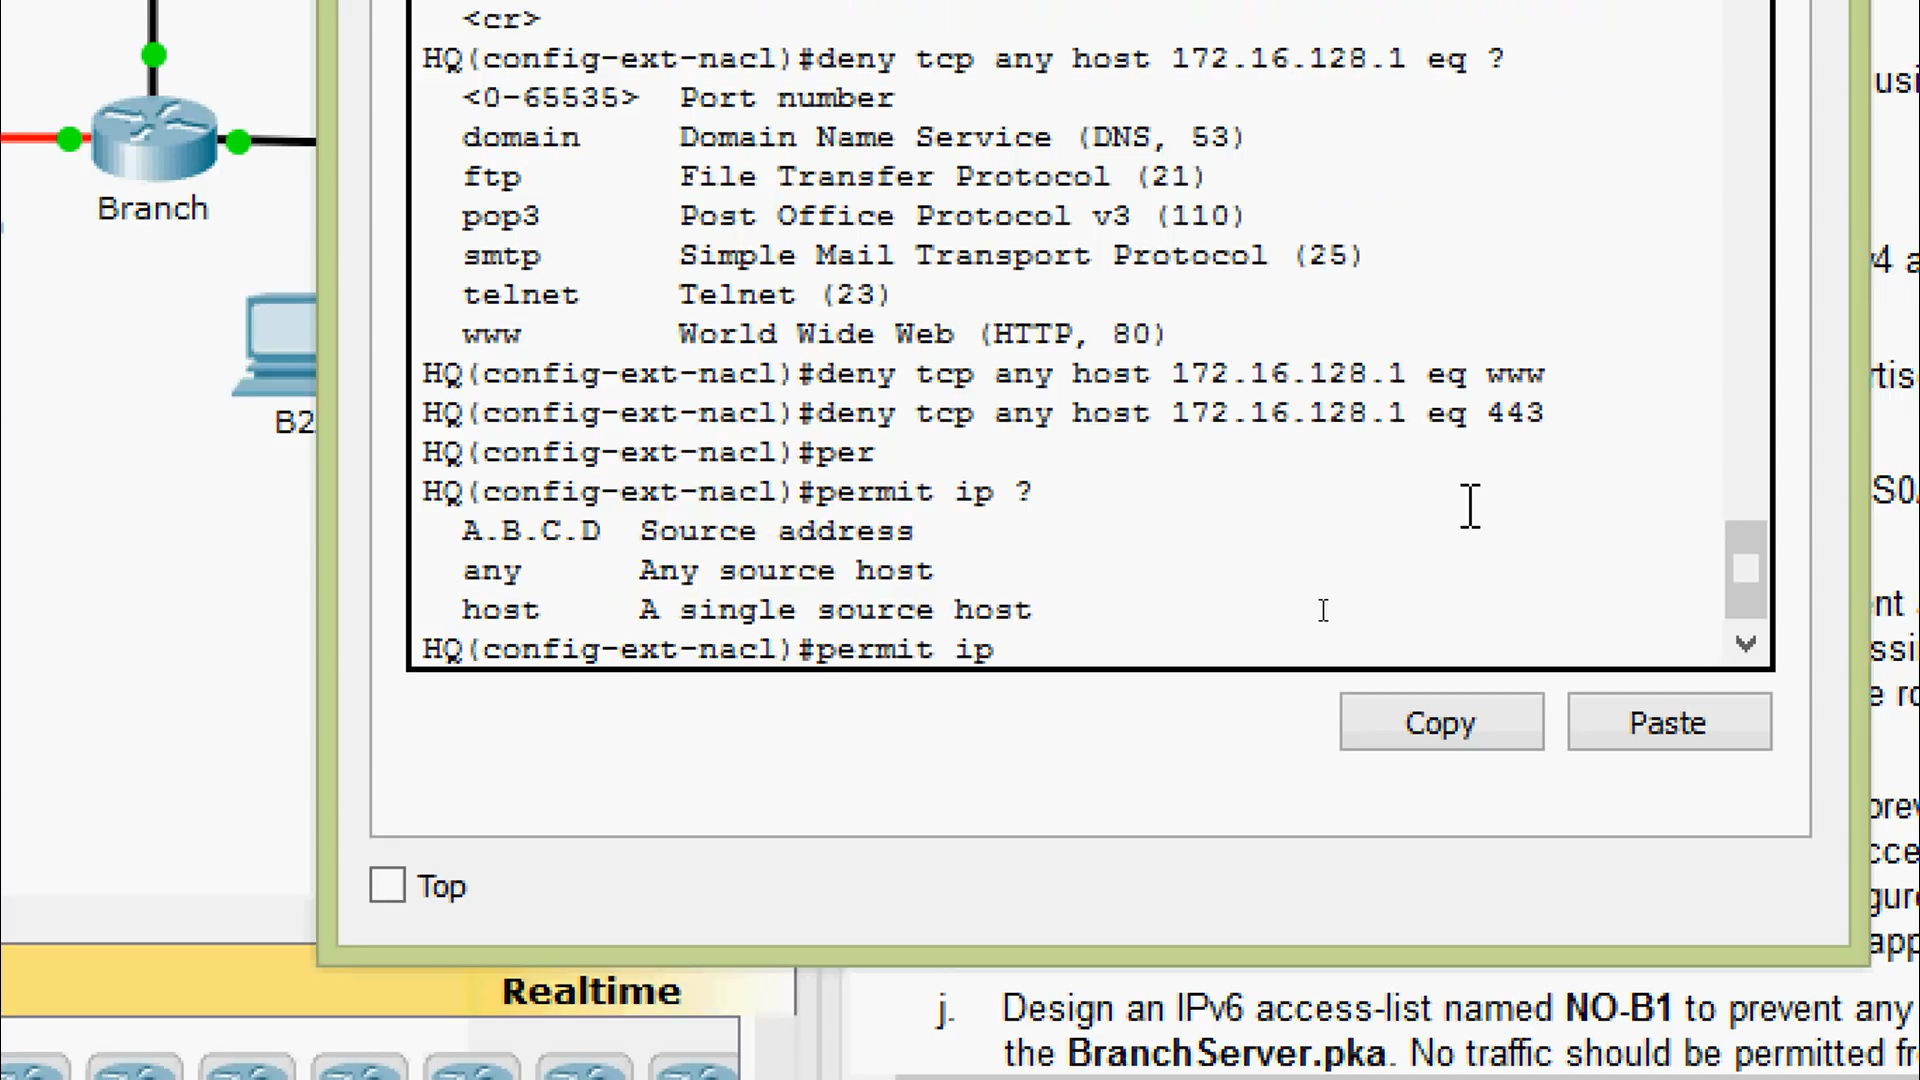 <cr>
HQ(config-ext-nacl)#deny tcp any host 172.16.128.1 eq ?
<0-65535> Port number
domain Domain Name Service (DNS, 53)
ftp File Transfer Protocol (21)
pop3 Post Office Protocol v3 (110)
smtp Simple Mail Transport Protocol (25)
telnet Telnet (23)
www World Wide Web (HTTP, 80)
HQ(config-ext-nacl)#deny tcp any host 172.16.128.1 eq www
HQ(config-ext-nacl)#deny tcp any host 172.16.128.1 eq 443
HQ(config-ext-nacl)#per
HQ(config-ext-nacl)#permit ip ?
A.B.C.D Source address
any Any source host
host A single source host
HQ(config-ext-nacl)#permit ip
Copy Paste
Top
Branch
B2
Realtime
j. Design an IPv6 access-list named NO-B1 to prevent any
the BranchServer.pka. No traffic should be permitted